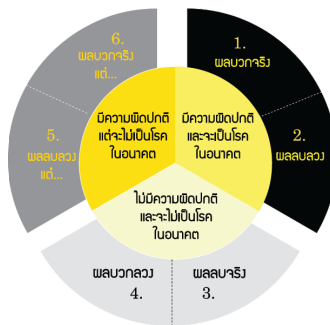 1.
ผลบวกจริง
2.
ผลลบลวง
3.
ผลลบจริง
4.
ผลบวกลวง
5.
ผลลบลวง
แต่...
6.
ผลบวกจริง
แต่...
มีความผิดปกติ
แต่จะไม่เป็นโรค
ในอนาคต
มีความผิดปกติ
และจะเป็นโรค
ในอนาคต
ไม่มีความผิดปกติ
และจะไม่เป็นโรค
ในอนาคต